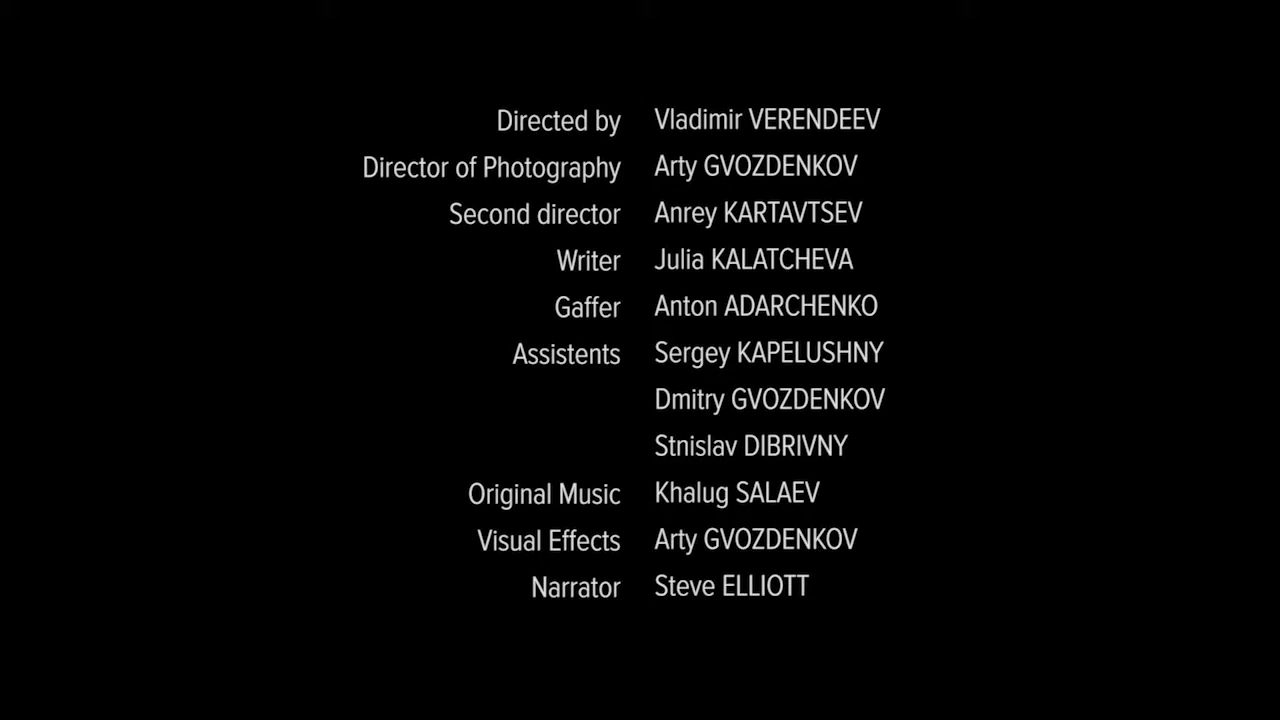 Directed by Vladimir VERENDEEV
Director of Photography Arty GVOZDENKOV
Second director Anrey KARTAVTSEV
Writer Julia KALATCHEVA
Gaffer Anton ADARCHENKO
Assistents Sergey KAPELUSHNY
Dmitry GVOZDENKOV
Stnislav DIBRIVNY
Original Music Khalug SALAEV
Visual Effects Arty GVOZDENKOV
Narrator Steve ELLIOTT